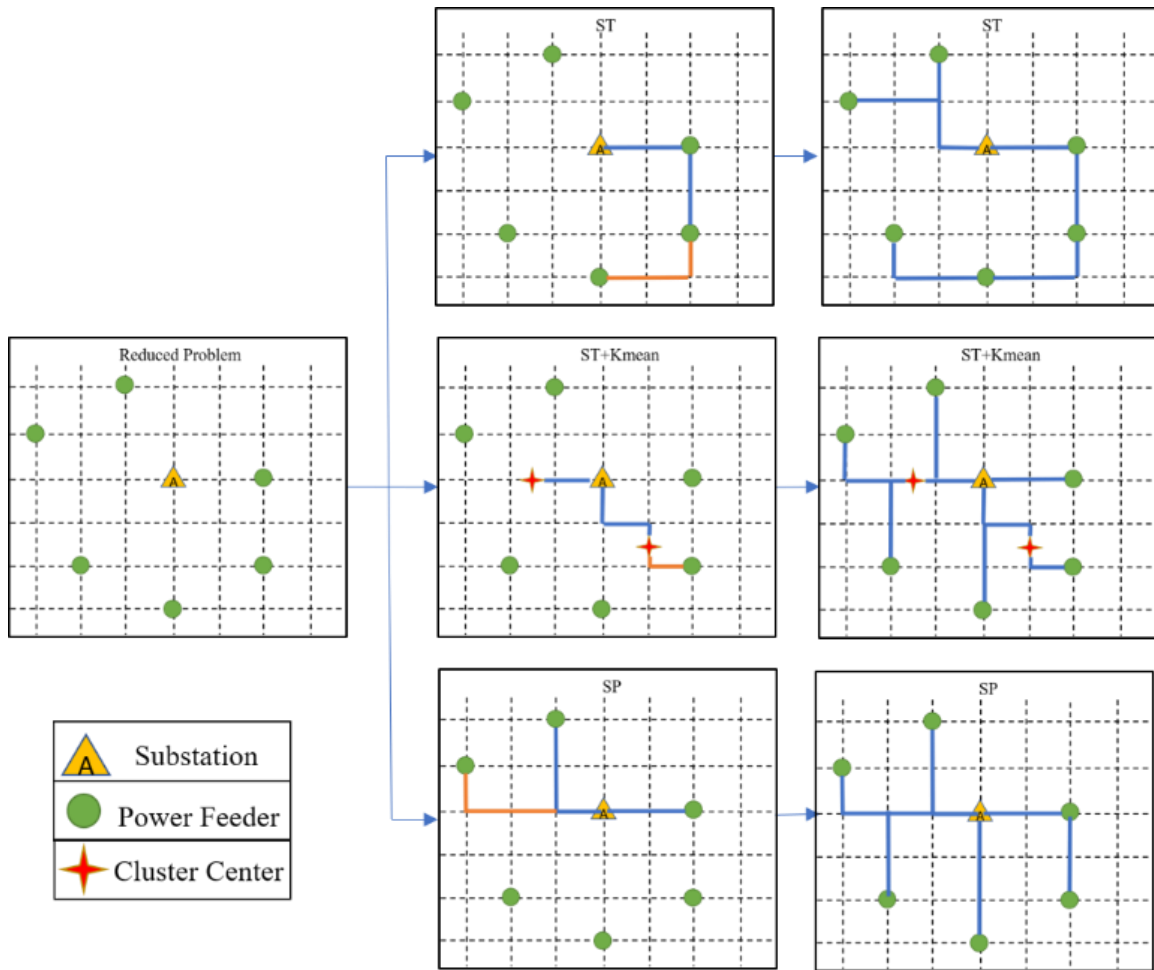 ST
ST
A
A
Reduced Problem
ST+Kmean
ST+Kmean
A
A
A
SP
SP
A
A
A Substation
Power Feeder
Cluster Center